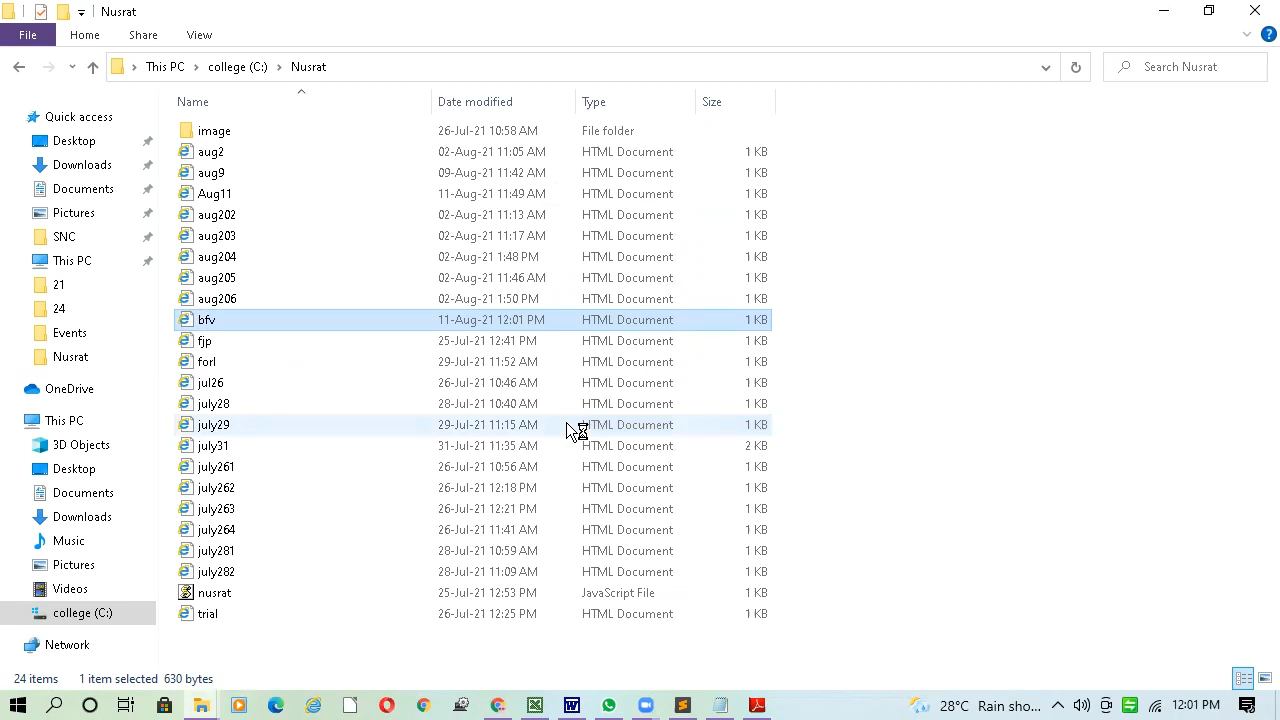 Nusrat
File Home Share View
This PC college (C:) Nusrat
Search Nusrat
Name Date modified Type Size
image 26-Jul-21 10:58 AM File folder
aug2 02-Aug-21 11:05 AM HTML Document 1 KB
aug9 09-Aug-21 11:42 AM HTML Document 1 KB
Aug11 11-Aug-21 11:49 AM HTML Document 1 KB
aug202 02-Aug-21 11:13 AM HTML Document 1 KB
aug203 02-Aug-21 11:17 AM HTML Document 1 KB
aug204 02-Aug-21 1:48 PM HTML Document 1 KB
aug205 02-Aug-21 11:46 AM HTML Document 1 KB
aug206 02-Aug-21 1:50 PM HTML Document 1 KB
bfv 11-Aug-21 12:01 PM HTML Document 1 KB
fjp 25-Jul-21 12:41 PM HTML Document 1 KB
forl 29-Jul-21 11:52 AM HTML Document 1 KB
jul26 26-Jul-21 10:46 AM HTML Document 1 KB
july28 28-Jul-21 10:40 AM HTML Document 1 KB
july29 29-Jul-21 11:15 AM HTML Document 1 KB
july31 31-Jul-21 11:35 AM HTML Document 2 KB
july261 26-Jul-21 10:56 AM HTML Document 1 KB
july262 26-Jul-21 12:18 PM HTML Document 1 KB
july263 26-Jul-21 12:21 PM HTML Document 1 KB
july264 26-Jul-21 11:41 AM HTML Document 1 KB
july281 28-Jul-21 10:59 AM HTML Document 1 KB
july282 28-Jul-21 11:09 AM HTML Document 1 KB
nusrat 25-Jul-21 12:53 PM JavaScript File 1 KB
trial 26-Jul-21 12:25 PM HTML Document 1 KB
Quick access
Desktop
Downloads
Documents
Pictures
SNC
This PC
21
24
Events
Nusrat
OneDrive
This PC
3D Objects
Desktop
Documents
Downloads
Music
Pictures
Videos
college (C:)
Network
24 items 1 item selected 630 bytes
28°C Rain sho... 12:01 PM